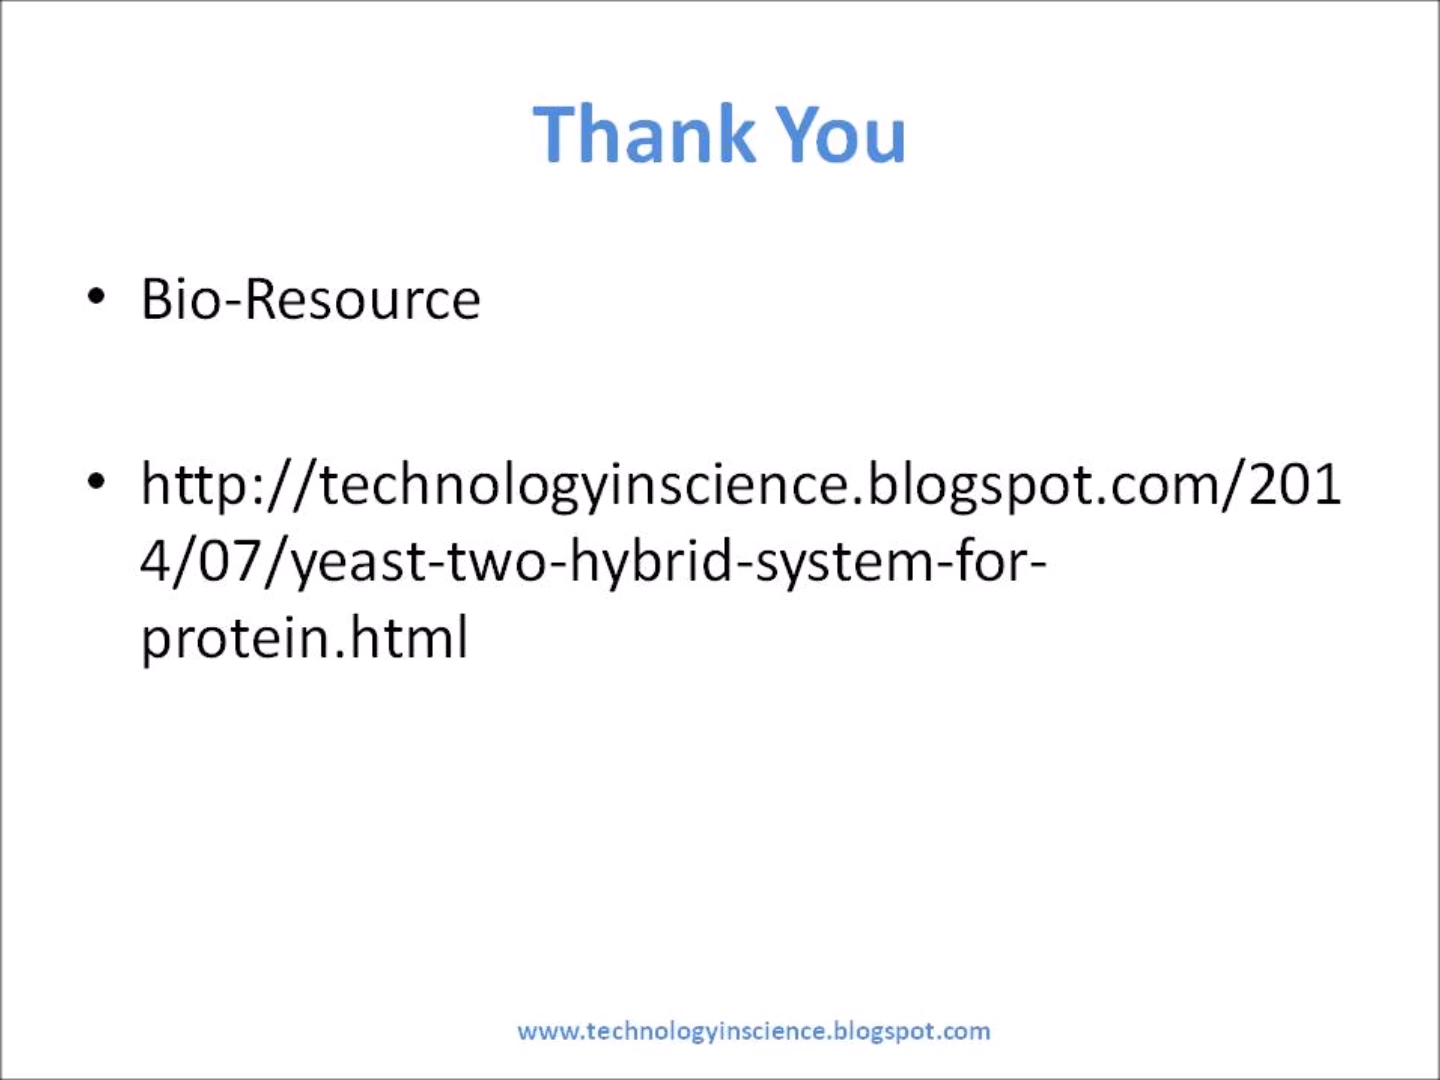 Thank You
• Bio-Resource
• http://technologyinscience.blogspot.com/201
4/07/yeast-two-hybrid-system-for-
protein.html
www.technologyinscience.blogspot.com